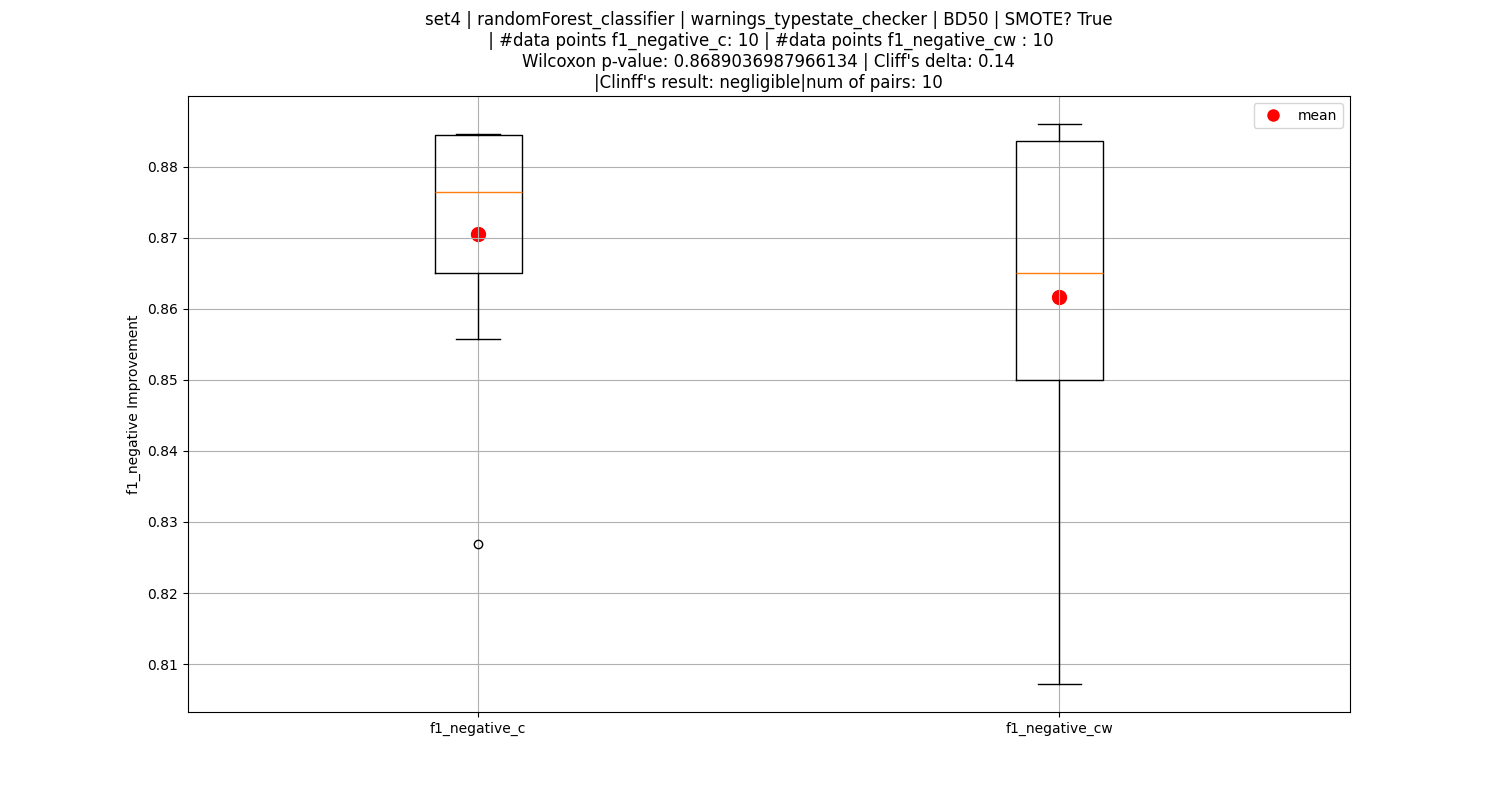 set4 | randomForest_classifier | warnings_typestate_checker | BD50 | SMOTE? True
| #data points f1_negative_c: 10 | #data points f1_negative_cw : 10
Wilcoxon p-value: 0.8689036987966134 | Cliff's delta: 0.14
|Clinff's result: negligible|num of pairs: 10
mean
0.88
0.87
0.86
0.85
0.84
0.83
0.82
0.81
f1_negative Improvement
f1_negative_c
f1_negative_cw